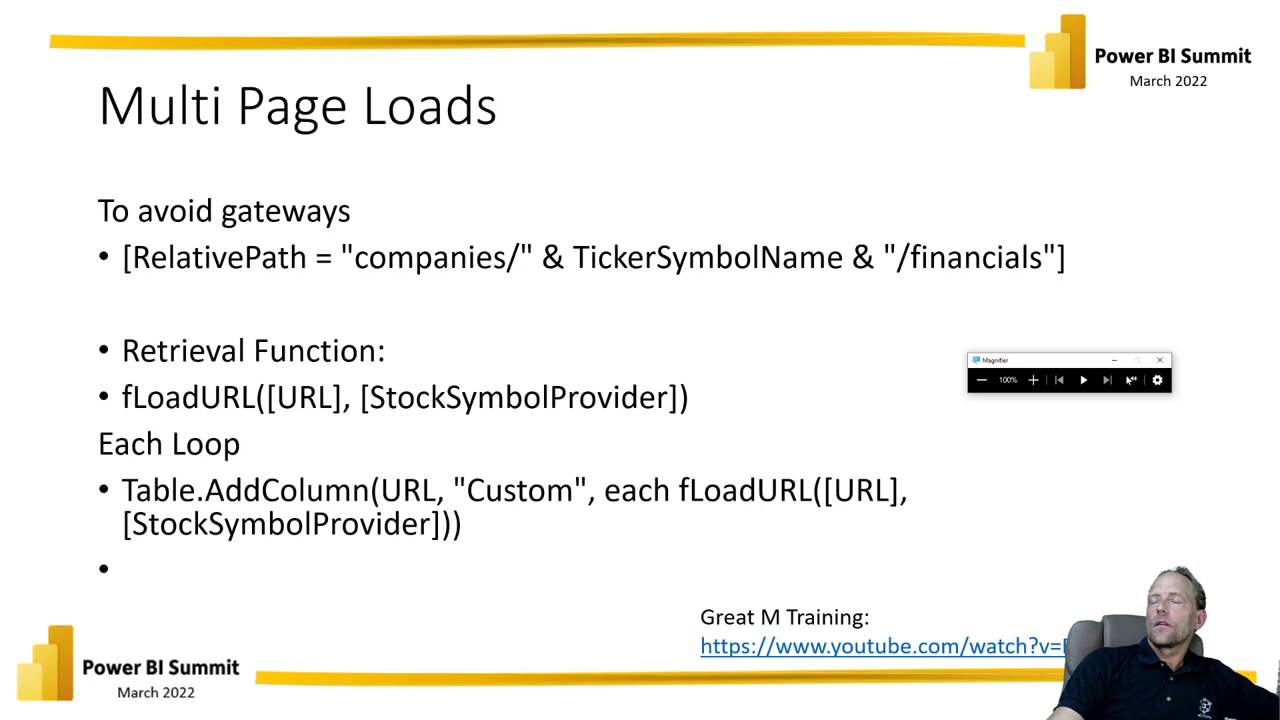 Power BI Summit
March 2022
Multi Page Loads
To avoid gateways
• [RelativePath = "companies/" & TickerSymbolName & "/financials"]
• Retrieval Function:
• fLoadURL([URL], [StockSymbolProvider])
Magnifier
100%
Each Loop
• Table.AddColumn(URL, "Custom", each fLoadURL([URL],
[StockSymbolProvider]))
•
Great M Training:
https://www.youtube.com/watch?v=
Power BI Summit
March 2022